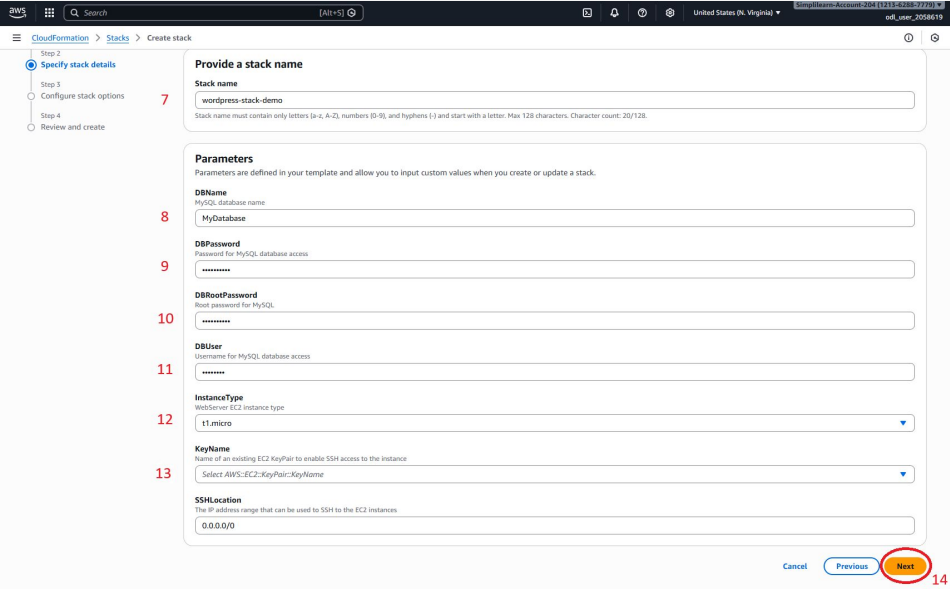 aws
Search [Alt+S]
United States (N. Virginia)
Simplilearn-Account-204 (1213-6288-7779)
odl_user_2058619
CloudFormation > Stacks > Create stack
Step 2
Specify stack details
Step 3
Configure stack options
Step 4
Review and create
Provide a stack name
Stack name
7
wordpress-stack-demo
Stack name must contain only letters (a-z, A-Z), numbers (0-9), and hyphens (-) and start with a letter. Max 128 characters. Character count: 20/128.
Parameters
Parameters are defined in your template and allow you to input custom values when you create or update a stack.
DBName
MySQL database name
8
MyDatabase
DBPassword
Password for MySQL database access
9
••••••••••
DBRootPassword
Root password for MySQL
10
••••••••••
DBUser
Username for MySQL database access
11
••••••••
InstanceType
WebServer EC2 instance type
12
t1.micro
KeyName
Name of an existing EC2 KeyPair to enable SSH access to the instance
13
Select AWS::EC2::KeyPair::KeyName
SSHLocation
The IP address range that can be used to SSH to the EC2 instances
0.0.0.0/0
Cancel Previous Next
14